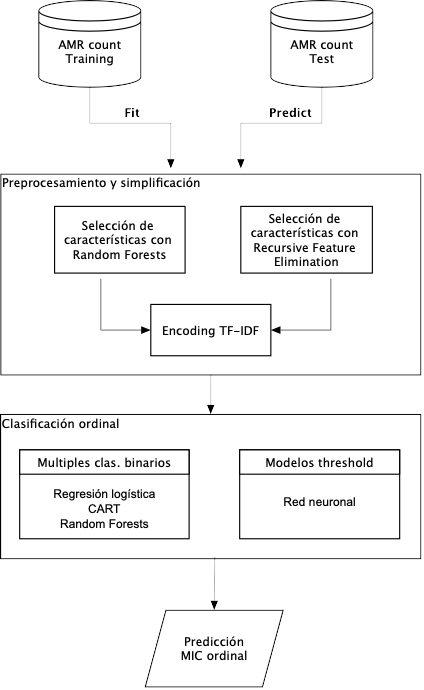 AMR count
Training
AMR count
Test
Fit
Predict
Preprocesamiento y simplificación
Selección de
características con
Random Forests
Selección de
características con
Recursive Feature
Elimination
Encoding TF-IDF
Clasificación ordinal
Multiples clas. binarios
Regresión logística
CART
Random Forests
Modelos threshold
Red neuronal
Predicción
MIC ordinal